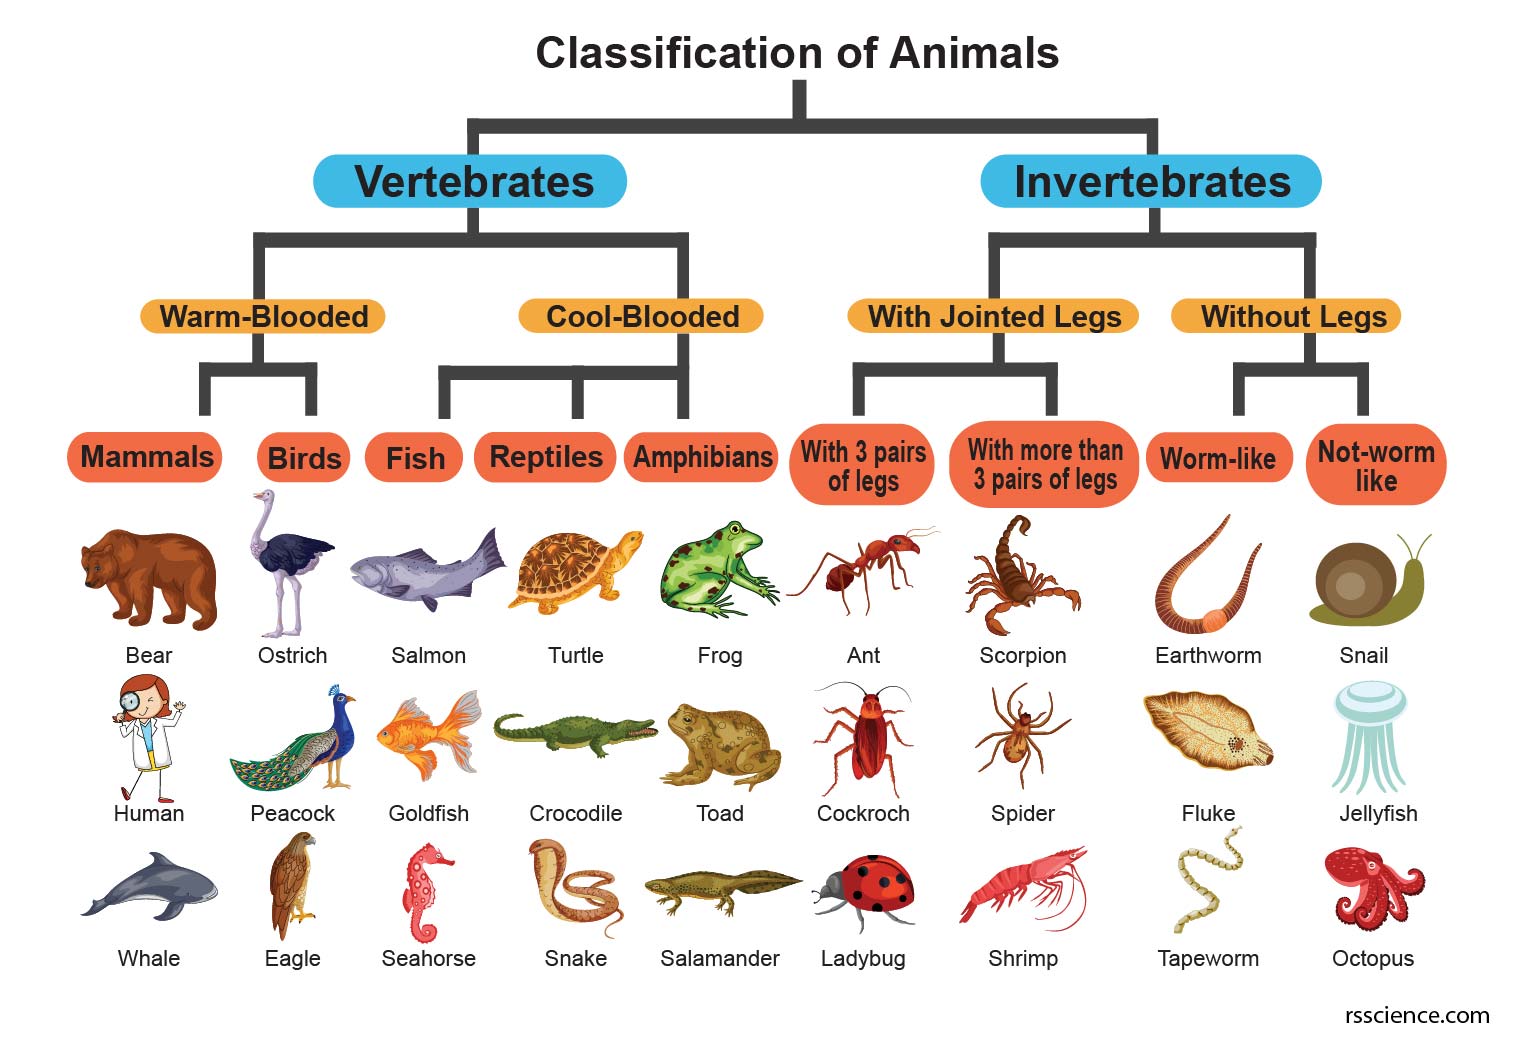 Classification of Animals
Vertebrates
Invertebrates
Warm-Blooded
Cool-Blooded
With Jointed Legs
Without Legs
Mammals
Birds
Fish
Reptiles
Amphibians
With 3 pairs
of legs
With more than
3 pairs of legs
Worm-like
Not-worm
like
Bear
Ostrich
Salmon
Turtle
Frog
Ant
Scorpion
Earthworm
Snail
Human
Peacock
Goldfish
Crocodile
Toad
Cockroch
Spider
Fluke
Jellyfish
Whale
Eagle
Seahorse
Snake
Salamander
Ladybug
Shrimp
Tapeworm
Octopus
rsscience.com